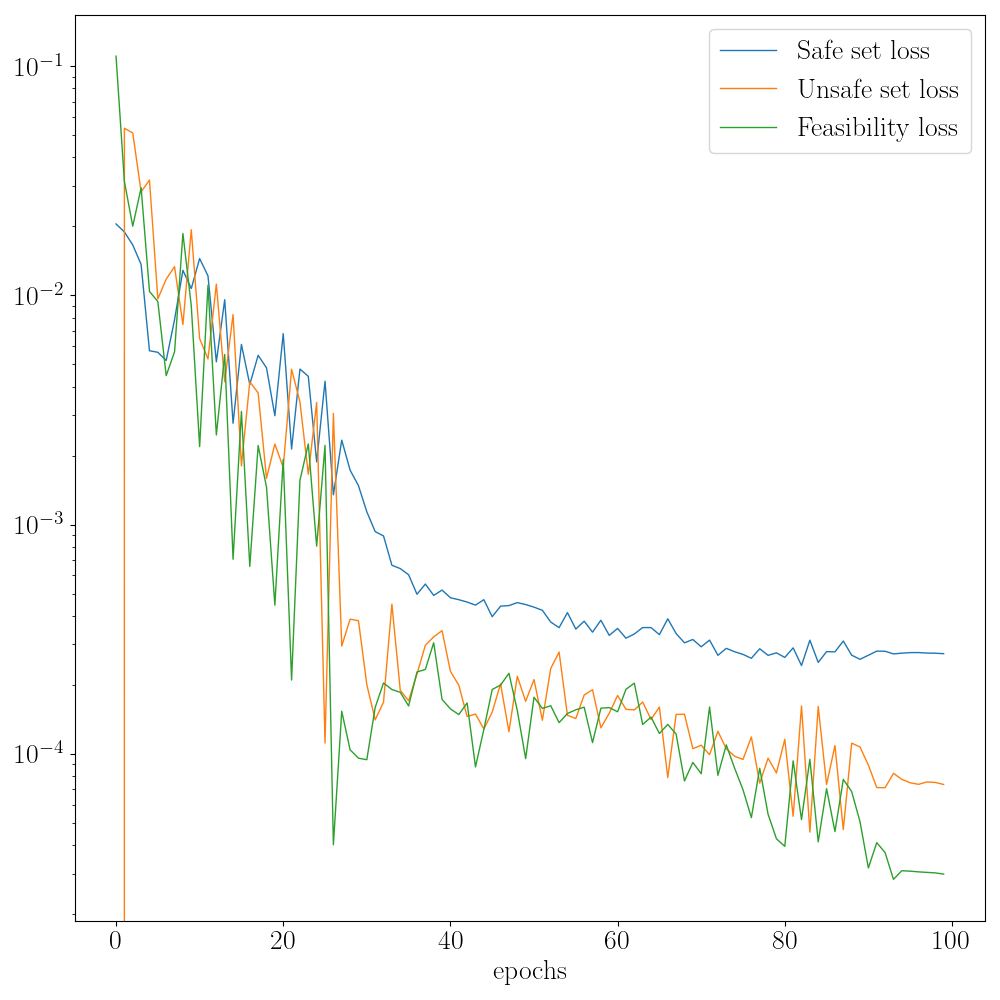 Safe set loss
Unsafe set loss
Feasibility loss
10⁻¹
10⁻²
10⁻³
10⁻⁴
0 20 40 60 80 100
epochs